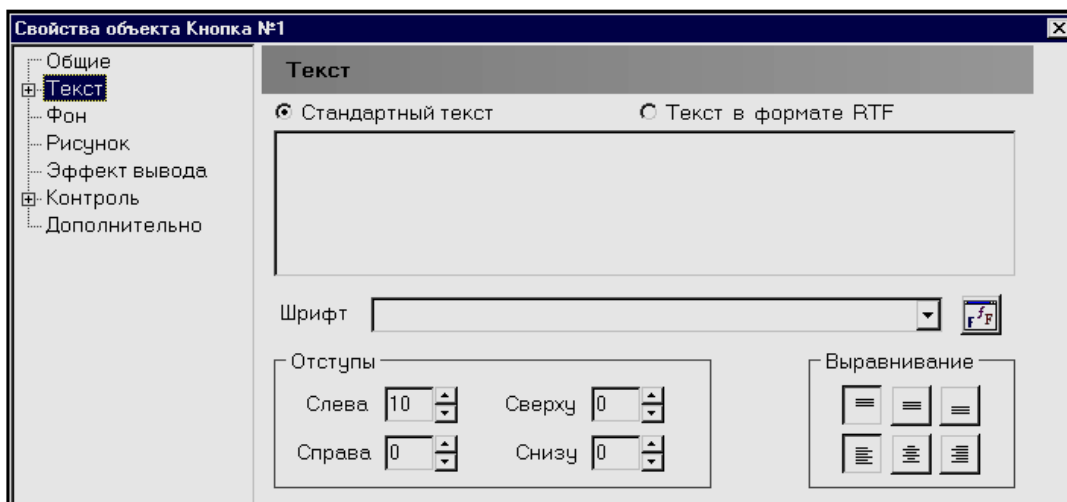 Свойства объекта Кнопка №1
Общие
Текст
Фон
Рисунок
Эффект вывода
Контроль
Дополнительно
Текст
Стандартный текст
Текст в формате RTF
Шрифт
F f F
Отступы
Слева 10
Сверху 0
Справа 0
Снизу 0
Выравнивание